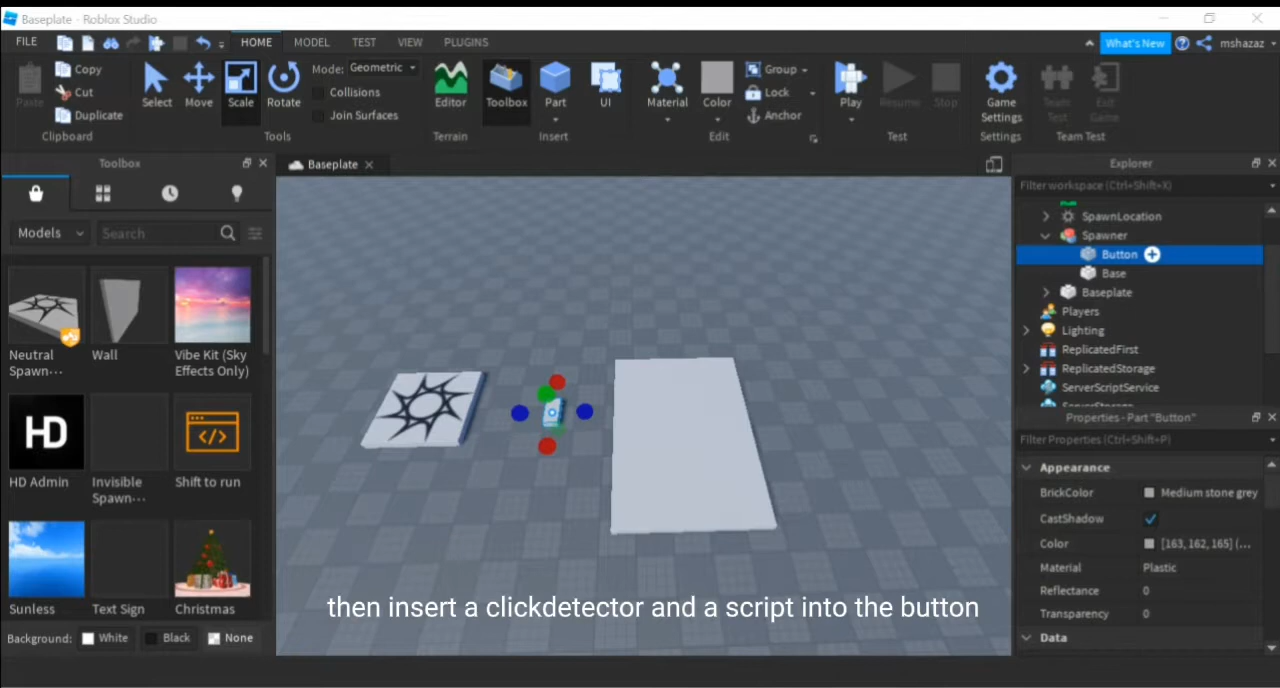 Baseplate - Roblox Studio
FILE HOME MODEL TEST VIEW PLUGINS What's New mshazaz
Paste Copy Cut Duplicate Clipboard
Select Move Scale Rotate Tools
Mode: Geometric
Collisions
Join Surfaces
Editor Terrain
Toolbox Part UI Insert
Material Color Group Lock Anchor Edit
Play Resume Stop Test
Game Settings Settings
Team Test Exit Game Team Test
Toolbox
Baseplate
Explorer
Models Search
Filter workspace (Ctrl+Shift+X)
SpawnLocation
Spawner
Button
Base
Baseplate
Players
Lighting
ReplicatedFirst
ReplicatedStorage
ServerScriptService
ServerStorage
Neutral Spawn...
Wall
Vibe Kit (Sky Effects Only)
HD
HD Admin
Invisible Spawn...
Shift to run
Sunless
Text Sign
Christmas
Background: White Black None
Properties - Part "Button"
Filter Properties (Ctrl+Shift+P)
Appearance
BrickColor Medium stone grey
CastShadow
Color [163, 162, 165] (...
Material Plastic
Reflectance 0
Transparency 0
Data
then insert a clickdetector and a script into the button